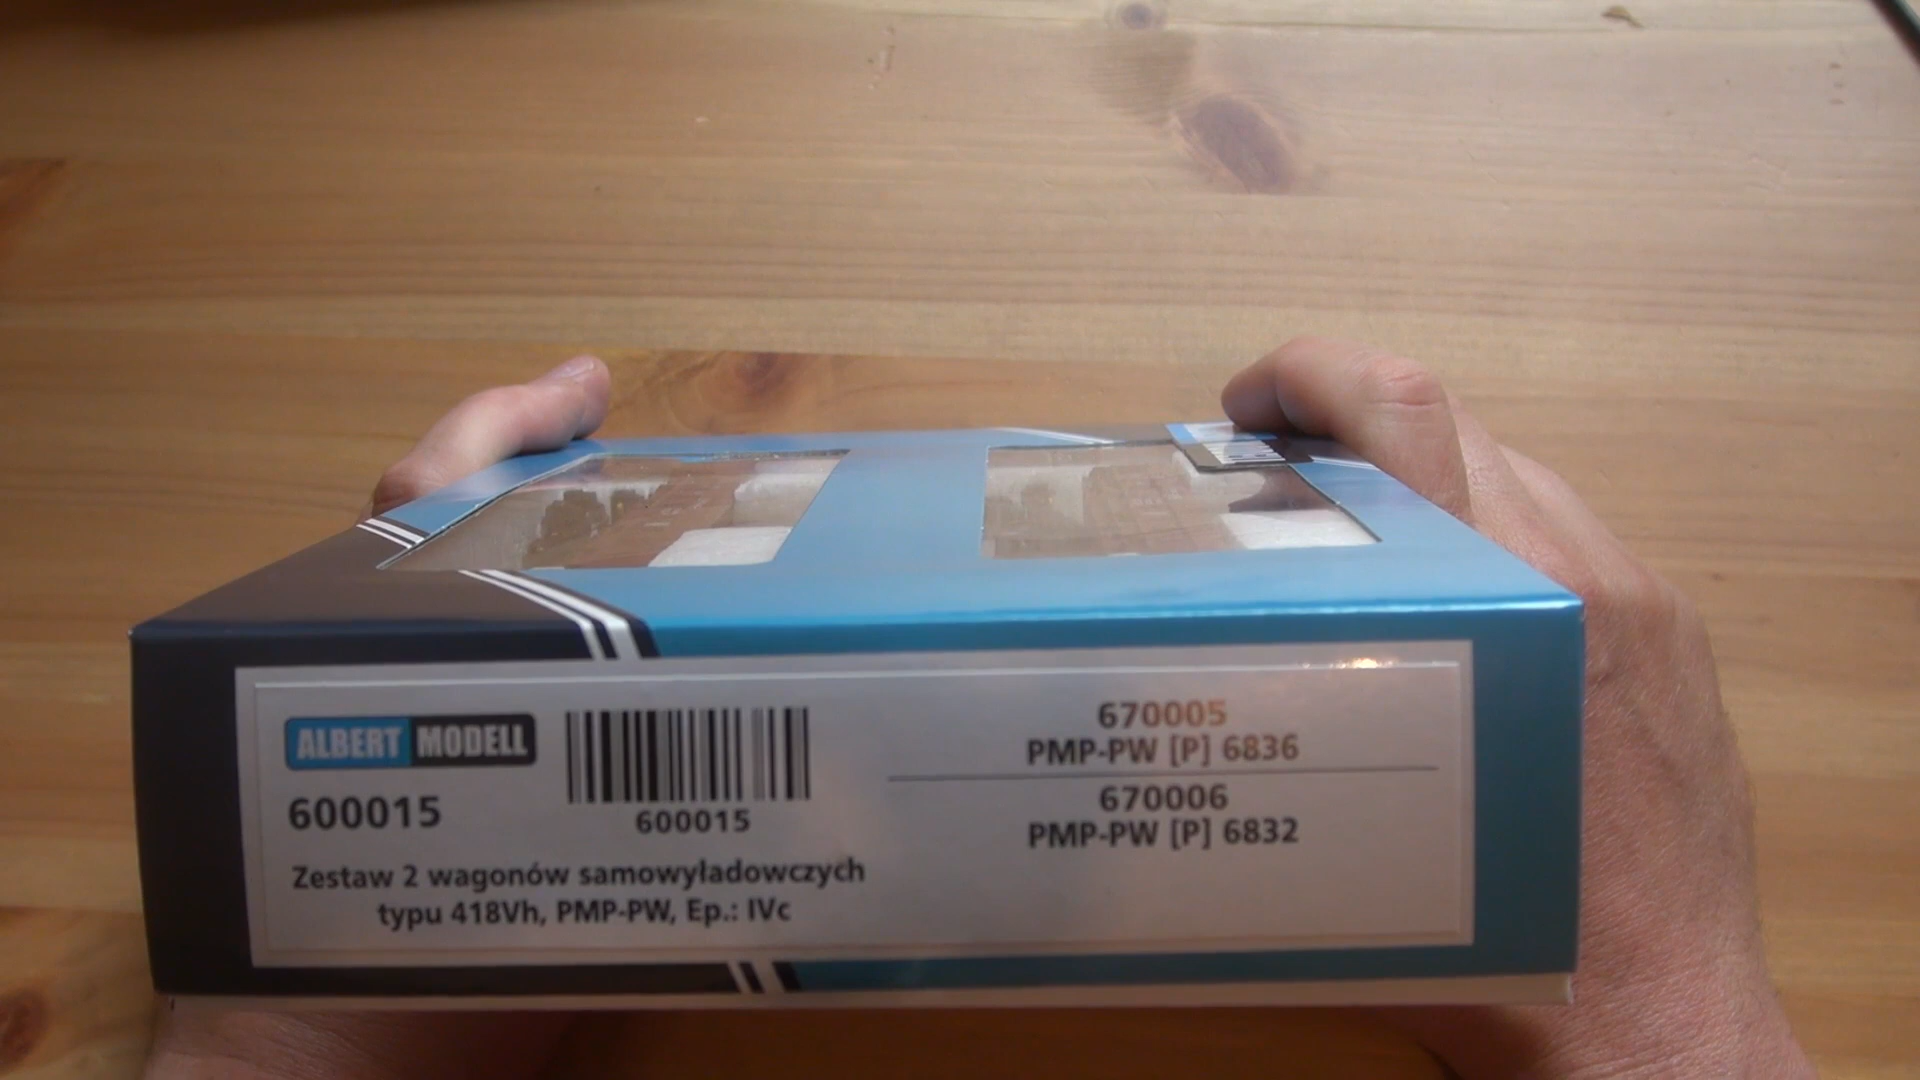 ALBERT MODELL
600015
600015
Zestaw 2 wagonów samowyładowczych
typu 418Vh, PMP-PW, Ep.: IVc
670005
PMP-PW [P] 6836
670006
PMP-PW [P] 6832